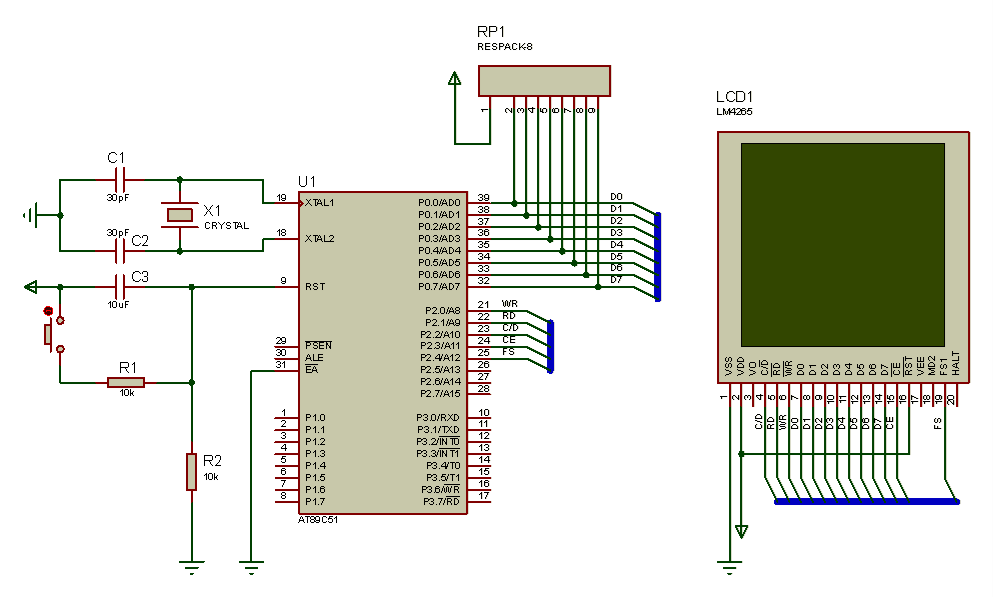 RP1
RESPACK-8
1 2 3 4 5 6 7 8 9
LCD1
LM4265
C1
30pF
X1
CRYSTAL
30pF
C2
C3
10uF
R1
10k
R2
10k
U1
19 XTAL1
18 XTAL2
9 RST
29 PSEN
30 ALE
31 EA
1 P1.0
2 P1.1
3 P1.2
4 P1.3
5 P1.4
6 P1.5
7 P1.6
8 P1.7
P0.0/AD0 39 D0
P0.1/AD1 38 D1
P0.2/AD2 37 D2
P0.3/AD3 36 D3
P0.4/AD4 35 D4
P0.5/AD5 34 D5
P0.6/AD6 33 D6
P0.7/AD7 32 D7
P2.0/A8 21 WR
P2.1/A9 22 RD
P2.2/A10 23 C/D
P2.3/A11 24 CE
P2.4/A12 25 FS
P2.5/A13 26
P2.6/A14 27
P2.7/A15 28
P3.0/RXD 10
P3.1/TXD 11
P3.2/INT0 12
P3.3/INT1 13
P3.4/T0 14
P3.5/T1 15
P3.6/WR 16
P3.7/RD 17
AT89C51
VSS VDD VO C/D RD WR D0 D1 D2 D3 D4 D5 D6 D7 CE RST VEE MD2 FS1 HALT
1 2 3 4 5 6 7 8 9 10 11 12 13 14 15 16 17 18 19 20
C/D RD WR D0 D1 D2 D3 D4 D5 D6 D7 CE FS